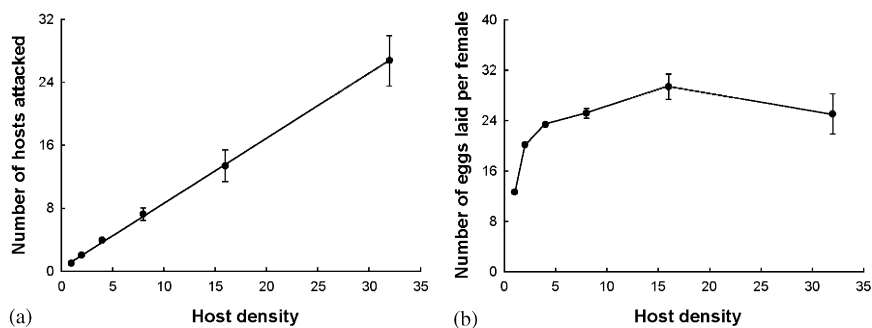 Number of hosts attacked
32
24
16
8
0
0 5 10 15 20 25 30 35
Host density
(a)
Number of eggs laid per female
40
32
24
16
8
0
0 5 10 15 20 25 30 35
Host density
(b)